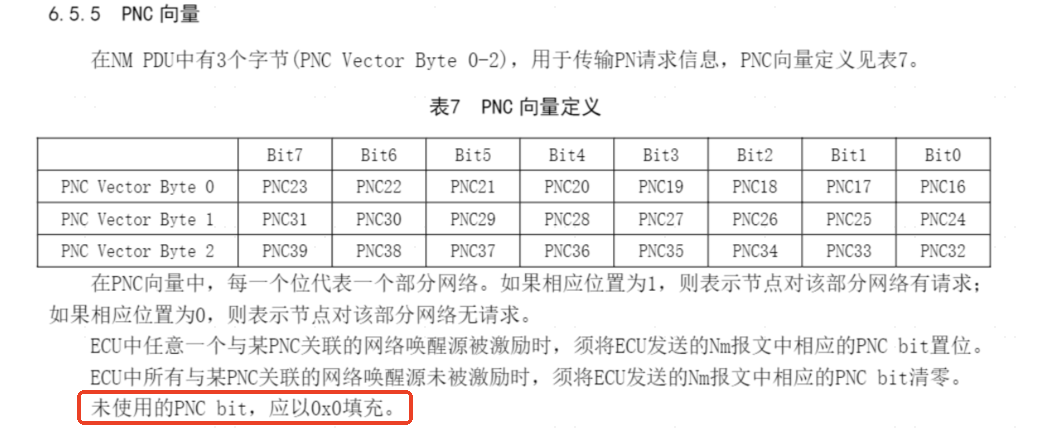 6.5.5 PNC 向量
在NM PDU中有3个字节(PNC Vector Byte 0-2)，用于传输PN请求信息，PNC向量定义见表7。
表7 PNC 向量定义
Bit7 Bit6 Bit5 Bit4 Bit3 Bit2 Bit1 Bit0
PNC Vector Byte 0 PNC23 PNC22 PNC21 PNC20 PNC19 PNC18 PNC17 PNC16
PNC Vector Byte 1 PNC31 PNC30 PNC29 PNC28 PNC27 PNC26 PNC25 PNC24
PNC Vector Byte 2 PNC39 PNC38 PNC37 PNC36 PNC35 PNC34 PNC33 PNC32
在PNC向量中，每一个位代表一个部分网络。如果相应位置为1，则表示节点对该部分网络有请求；
如果相应位置为0，则表示节点对该部分网络无请求。
ECU中任意一个与某PNC关联的网络唤醒源被激励时，须将ECU发送的Nm报文中相应的PNC bit置位。
ECU中所有与某PNC关联的网络唤醒源未被激励时，须将ECU发送的Nm报文中相应的PNC bit清零。
未使用的PNC bit，应以0x0填充。